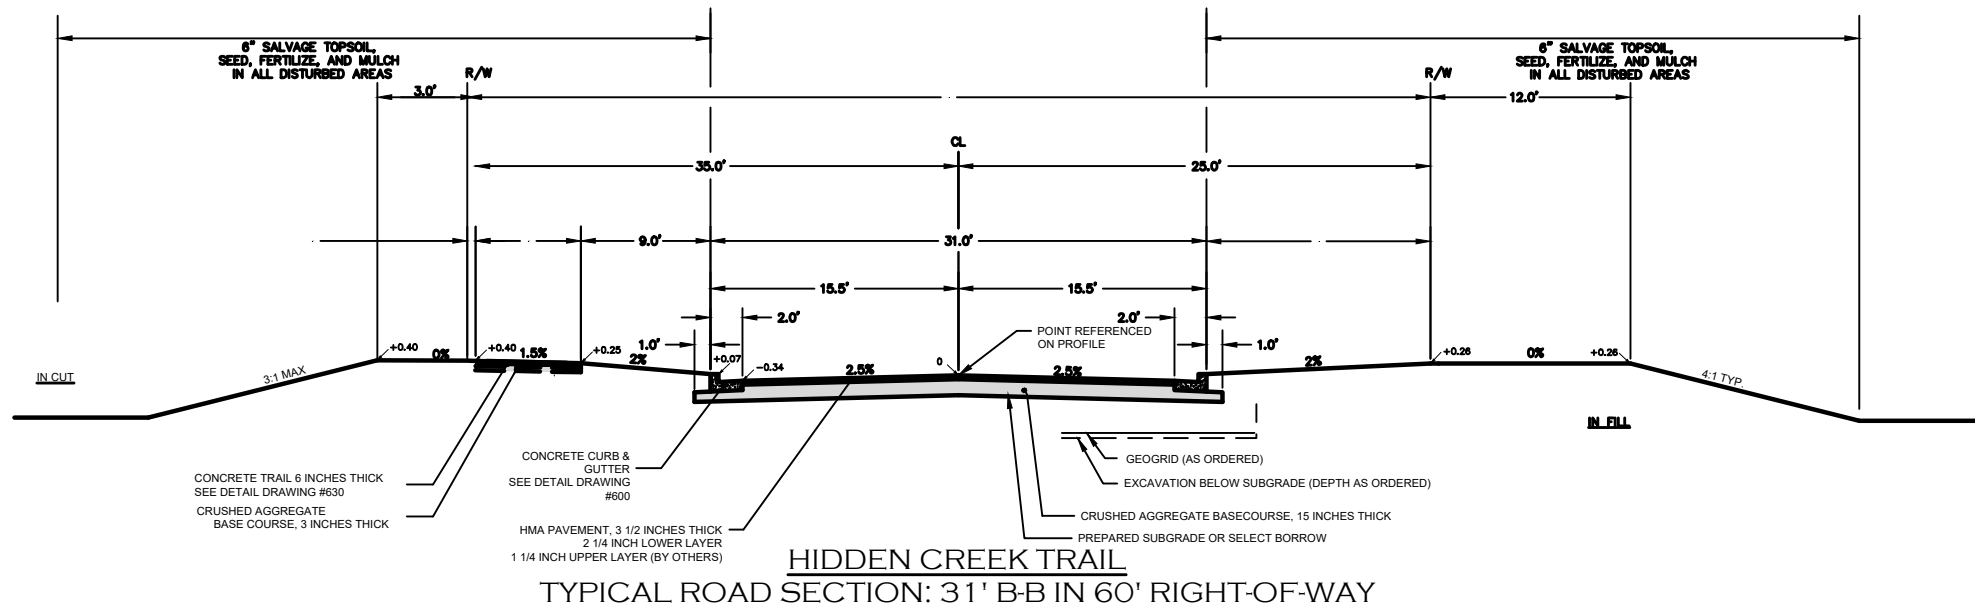 6" SALVAGE TOPSOIL,
SEED, FERTILIZE, AND MULCH
IN ALL DISTURBED AREAS
6" SALVAGE TOPSOIL,
SEED, FERTILIZE, AND MULCH
IN ALL DISTURBED AREAS
R/W
R/W
3.0'
12.0'
CL
35.0'
25.0'
9.0'
31.0'
15.5'
15.5'
2.0'
2.0'
1.0'
1.0'
POINT REFERENCED
ON PROFILE
+0.40
0%
+0.40
1.5%
+0.25
2%
+0.07
-0.34
2.5%
0
2.5%
2%
+0.26
0%
+0.26
IN CUT
3:1 MAX
4:1 TYP.
IN FILL
CONCRETE TRAIL 6 INCHES THICK
SEE DETAIL DRAWING #630
CRUSHED AGGREGATE
BASE COURSE, 3 INCHES THICK
CONCRETE CURB &
GUTTER
SEE DETAIL DRAWING
#600
HMA PAVEMENT, 3 1/2 INCHES THICK
2 1/4 INCH LOWER LAYER
1 1/4 INCH UPPER LAYER (BY OTHERS)
GEOGRID (AS ORDERED)
EXCAVATION BELOW SUBGRADE (DEPTH AS ORDERED)
CRUSHED AGGREGATE BASECOURSE, 15 INCHES THICK
PREPARED SUBGRADE OR SELECT BORROW
HIDDEN CREEK TRAIL
TYPICAL ROAD SECTION: 31' B-B IN 60' RIGHT-OF-WAY